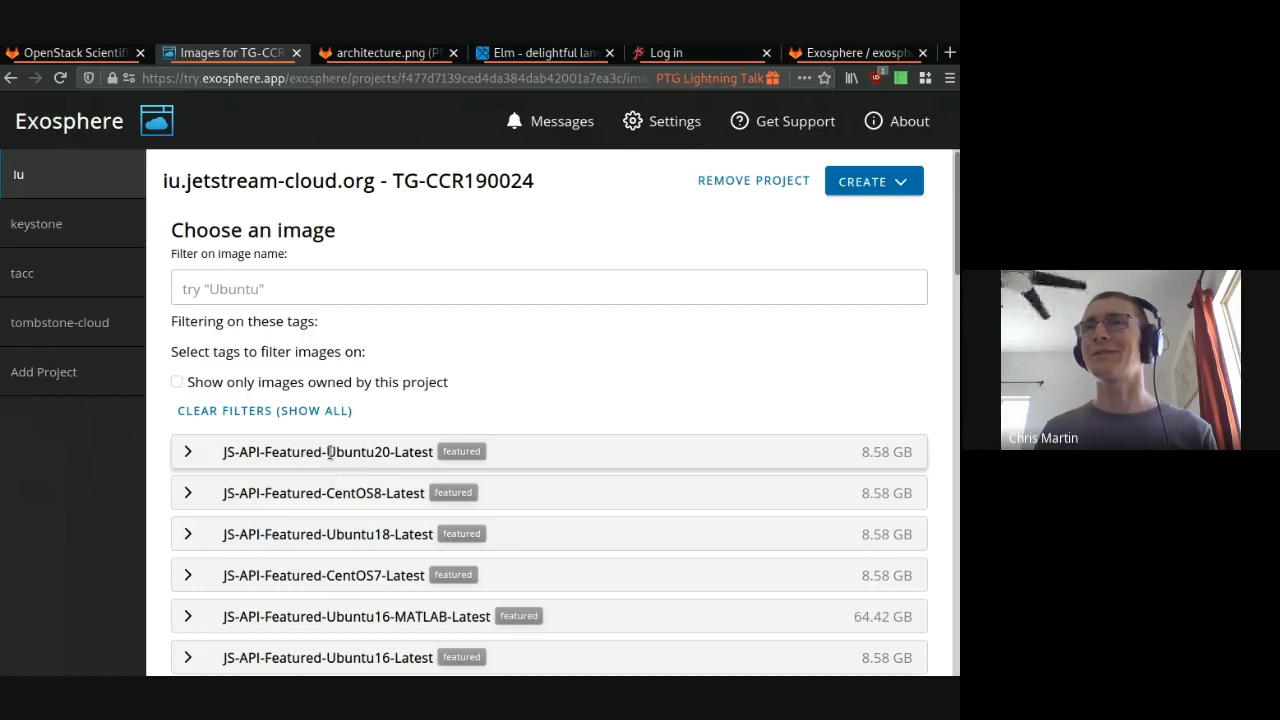 OpenStack Scientifi
Images for TG-CCR
architecture.png (P
Elm - delightful lan
Log in
Exosphere / exosph
https://try.exosphere.app/exosphere/projects/f477d7139ced4da384dab42001a7ea3c/ima
PTG Lightning Talk
1
Exosphere
Messages
Settings
Get Support
About
iu
keystone
tacc
tombstone-cloud
Add Project
iu.jetstream-cloud.org - TG-CCR190024
REMOVE PROJECT
CREATE
Choose an image
Filter on image name:
try "Ubuntu"
Filtering on these tags:
Select tags to filter images on:
Show only images owned by this project
CLEAR FILTERS (SHOW ALL)
JS-API-Featured-Ubuntu20-Latest featured 8.58 GB
JS-API-Featured-CentOS8-Latest featured 8.58 GB
JS-API-Featured-Ubuntu18-Latest featured 8.58 GB
JS-API-Featured-CentOS7-Latest featured 8.58 GB
JS-API-Featured-Ubuntu16-MATLAB-Latest featured 64.42 GB
JS-API-Featured-Ubuntu16-Latest featured 8.58 GB
Chris Martin